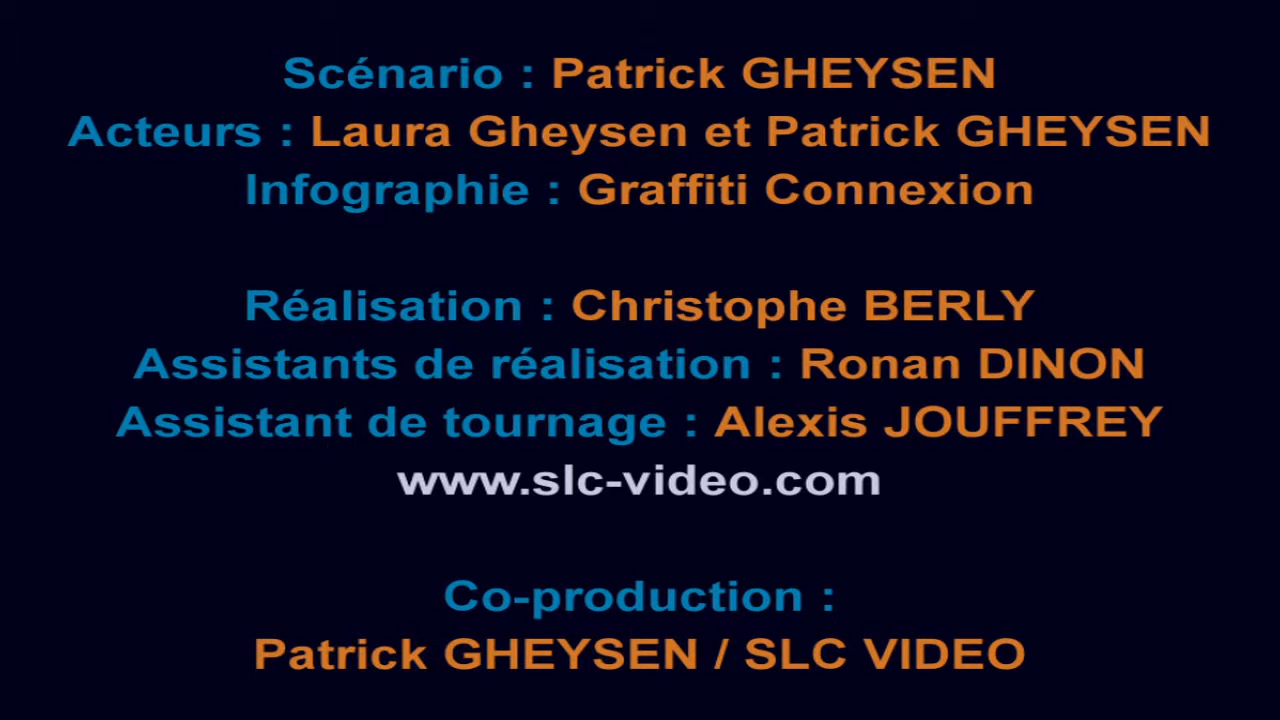 Scénario : Patrick GHEYSEN
Acteurs : Laura Gheysen et Patrick GHEYSEN
Infographie : Graffiti Connexion
Réalisation : Christophe BERLY
Assistants de réalisation : Ronan DINON
Assistant de tournage : Alexis JOUFFREY
www.slc-video.com
Co-production :
Patrick GHEYSEN / SLC VIDEO